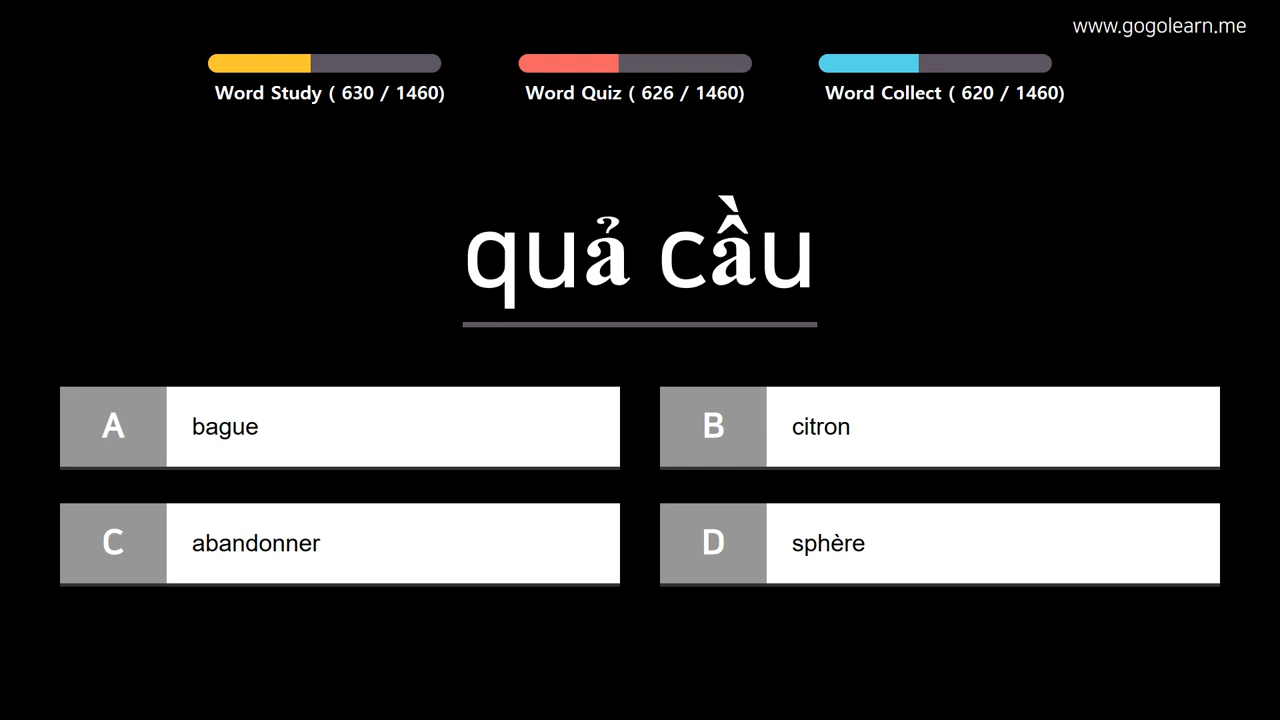 www.gogolearn.me
Word Study ( 630 / 1460)
Word Quiz ( 626 / 1460)
Word Collect ( 620 / 1460)
quả cầu
A bague
B citron
C abandonner
D sphère